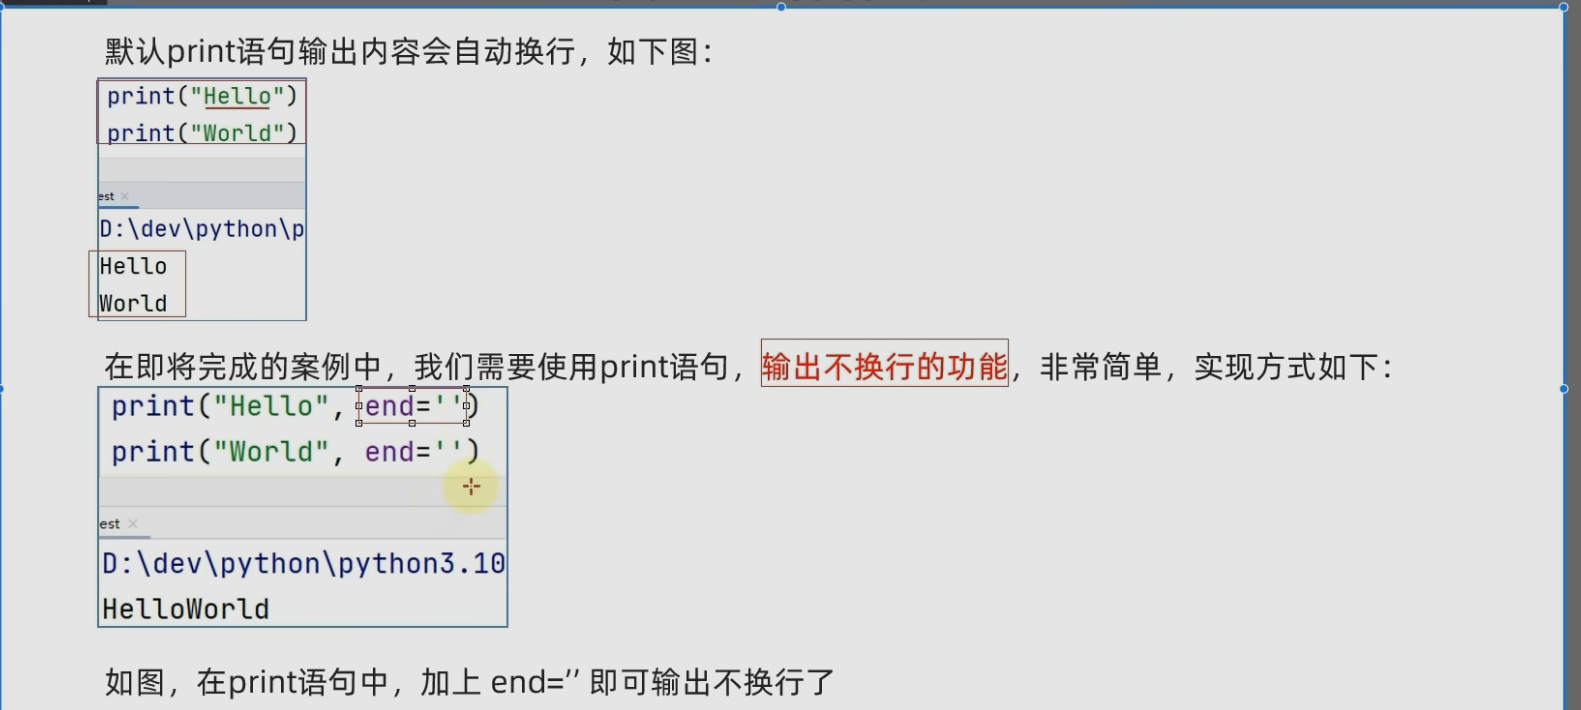 默认print语句输出内容会自动换行，如下图：
print("Hello")
print("World")
est ×
D:\dev\python\p
Hello
World
在即将完成的案例中，我们需要使用print语句，输出不换行的功能，非常简单，实现方式如下：
print("Hello", end='')
print("World", end='')
est ×
D:\dev\python\python3.10
HelloWorld
如图，在print语句中，加上 end=’’ 即可输出不换行了